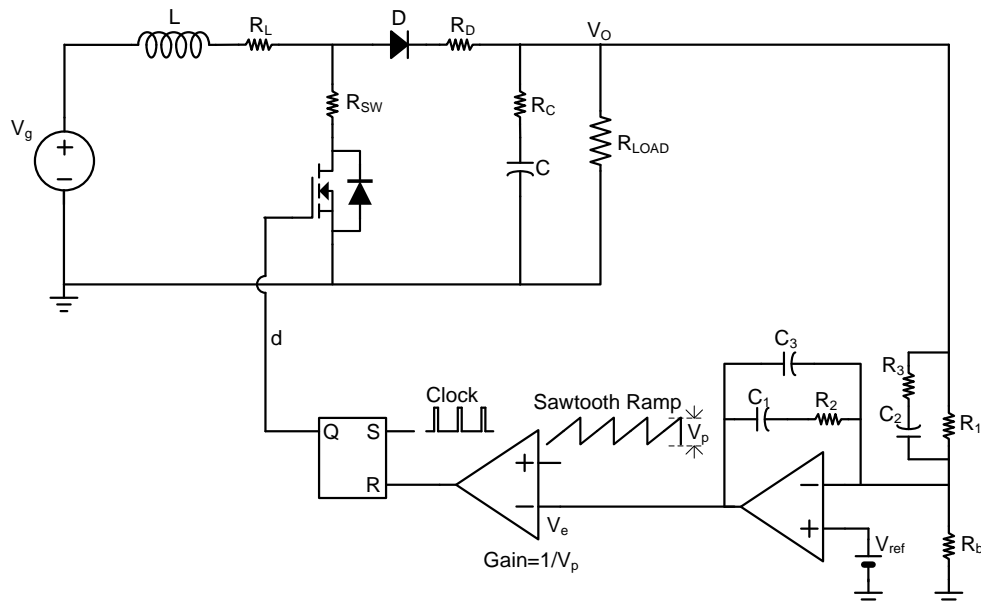 L
R_L
D
R_D
V_O
R_SW
R_C
V_g
C
R_LOAD
d
C_3
R_3
C_1
R_2
Clock
Sawtooth Ramp
C_2
R_1
V_p
Q
S
R
V_e
V_ref
R_b
Gain=1/V_p